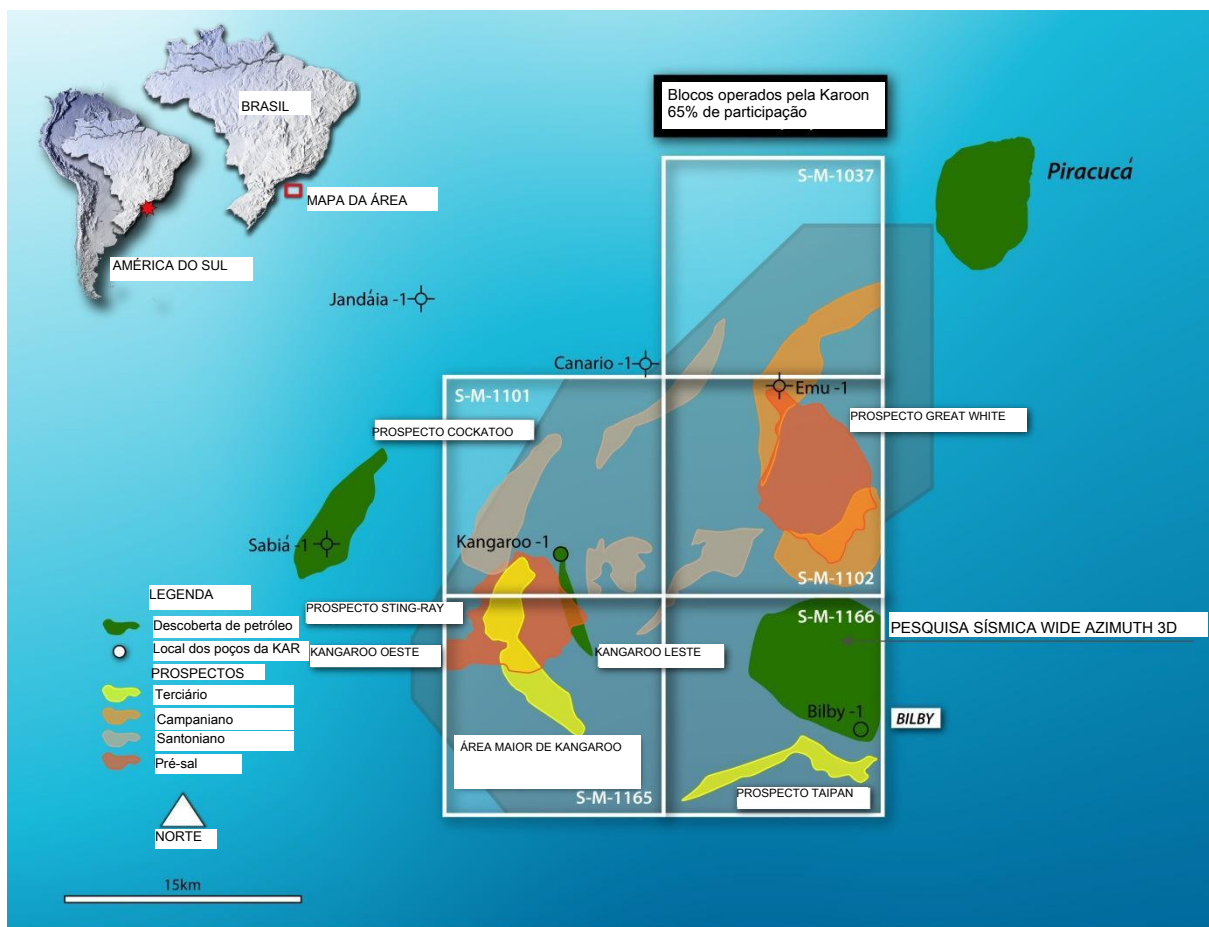 BRASIL
MAPA DA ÁREA
AMÉRICA DO SUL
Blocos operados pela Karoon
65% de participação
S-M-1037
Piracucá
Jandáia -1
Canario -1
S-M-1101
Emu -1
PROSPECTO GREAT WHITE
PROSPECTO COCKATOO
Sabiá -1
Kangaroo -1
S-M-1102
LEGENDA
Descoberta de petróleo
Local dos poços da KAR
PROSPECTOS
Terciário
Campaniano
Santoniano
Pré-sal
NORTE
15km
PROSPECTO STING-RAY
KANGAROO OESTE
KANGAROO LESTE
S-M-1166
PESQUISA SÍSMICA WIDE AZIMUTH 3D
Bilby -1
BILBY
ÁREA MAIOR DE KANGAROO
S-M-1165
PROSPECTO TAIPAN